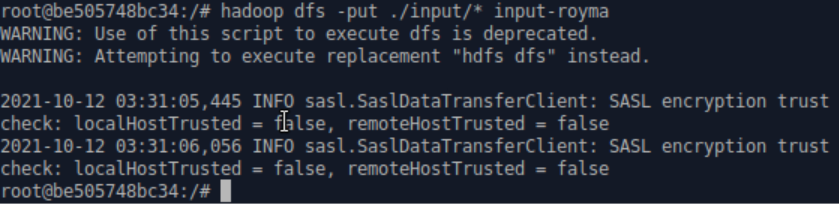 root@be505748bc34:/# hadoop dfs -put ./input/* input-royma
WARNING: Use of this script to execute dfs is deprecated.
WARNING: Attempting to execute replacement "hdfs dfs" instead.
2021-10-12 03:31:05,445 INFO sasl.SaslDataTransferClient: SASL encryption trust
check: localHostTrusted = false, remoteHostTrusted = false
2021-10-12 03:31:06,056 INFO sasl.SaslDataTransferClient: SASL encryption trust
check: localHostTrusted = false, remoteHostTrusted = false
root@be505748bc34:/#